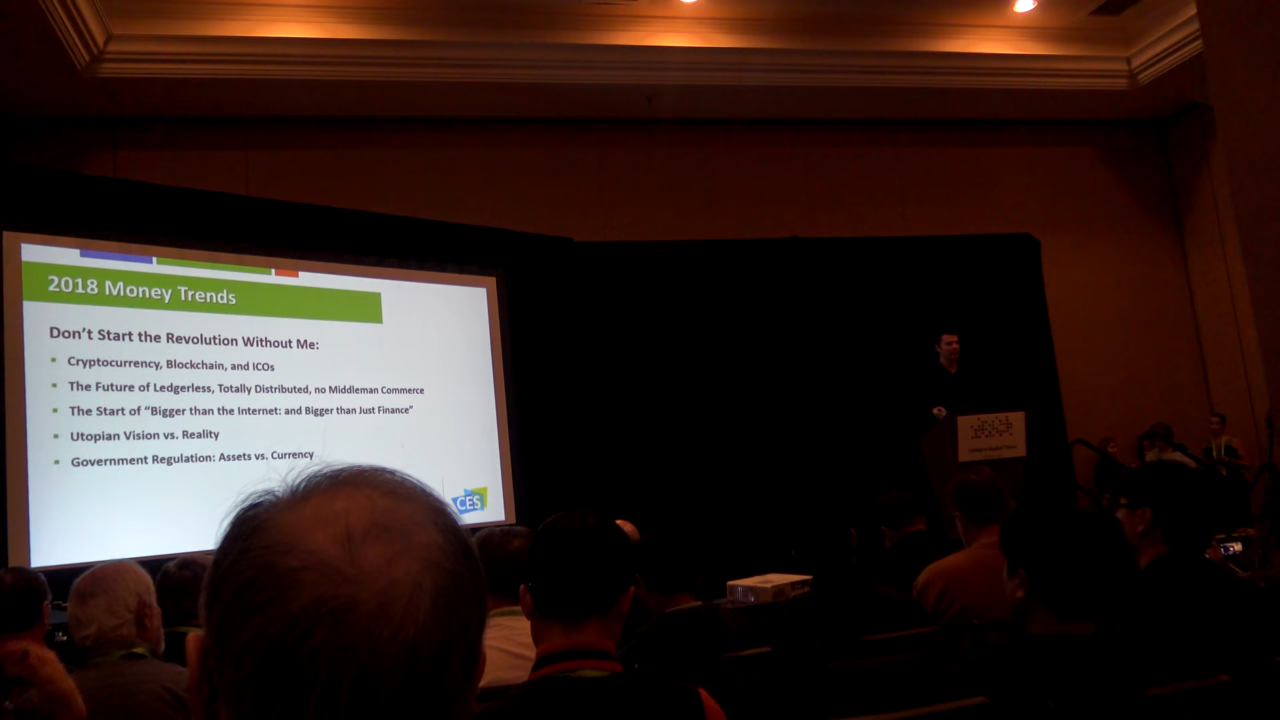 2018 Money Trends
Don't Start the Revolution Without Me:
Cryptocurrency, Blockchain, and ICOs
The Future of Ledgerless, Totally Distributed, no Middleman Commerce
The Start of “Bigger than the Internet: and Bigger than Just Finance”
Utopian Vision vs. Reality
Government Regulation: Assets vs. Currency
CES